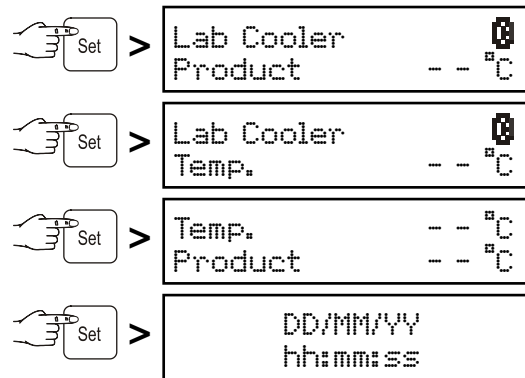 Set > Lab Cooler
Product -- °C
Set > Lab Cooler
Temp. -- °C
Set > Temp. -- °C
Product -- °C
Set > DD/MM/YY
hh:mm:ss